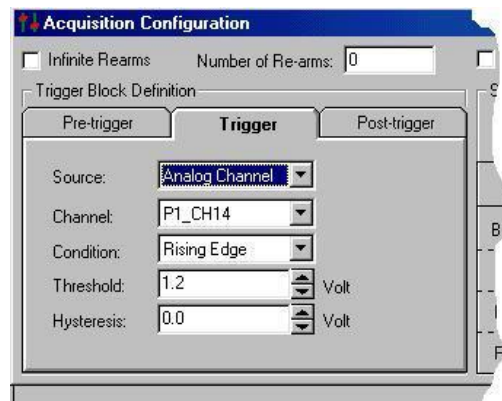 Acquisition Configuration
Infinite Rearms Number of Re-arms: 0
Trigger Block Definition
Pre-trigger Trigger Post-trigger
Source: Analog Channel
Channel: P1_CH14
Condition: Rising Edge
Threshold: 1.2 Volt
Hysteresis: 0.0 Volt